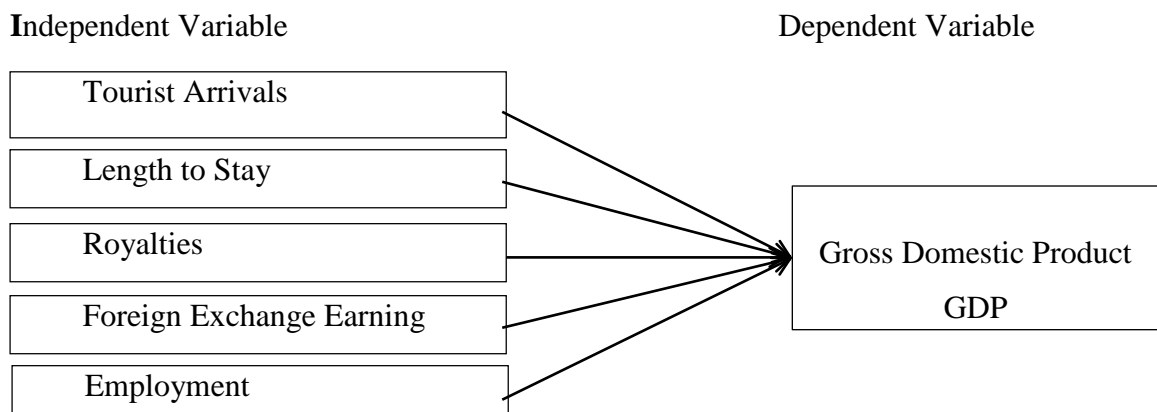 Independent Variable
Dependent Variable
Tourist Arrivals
Length to Stay
Royalties
Foreign Exchange Earning
Employment
Gross Domestic Product
GDP